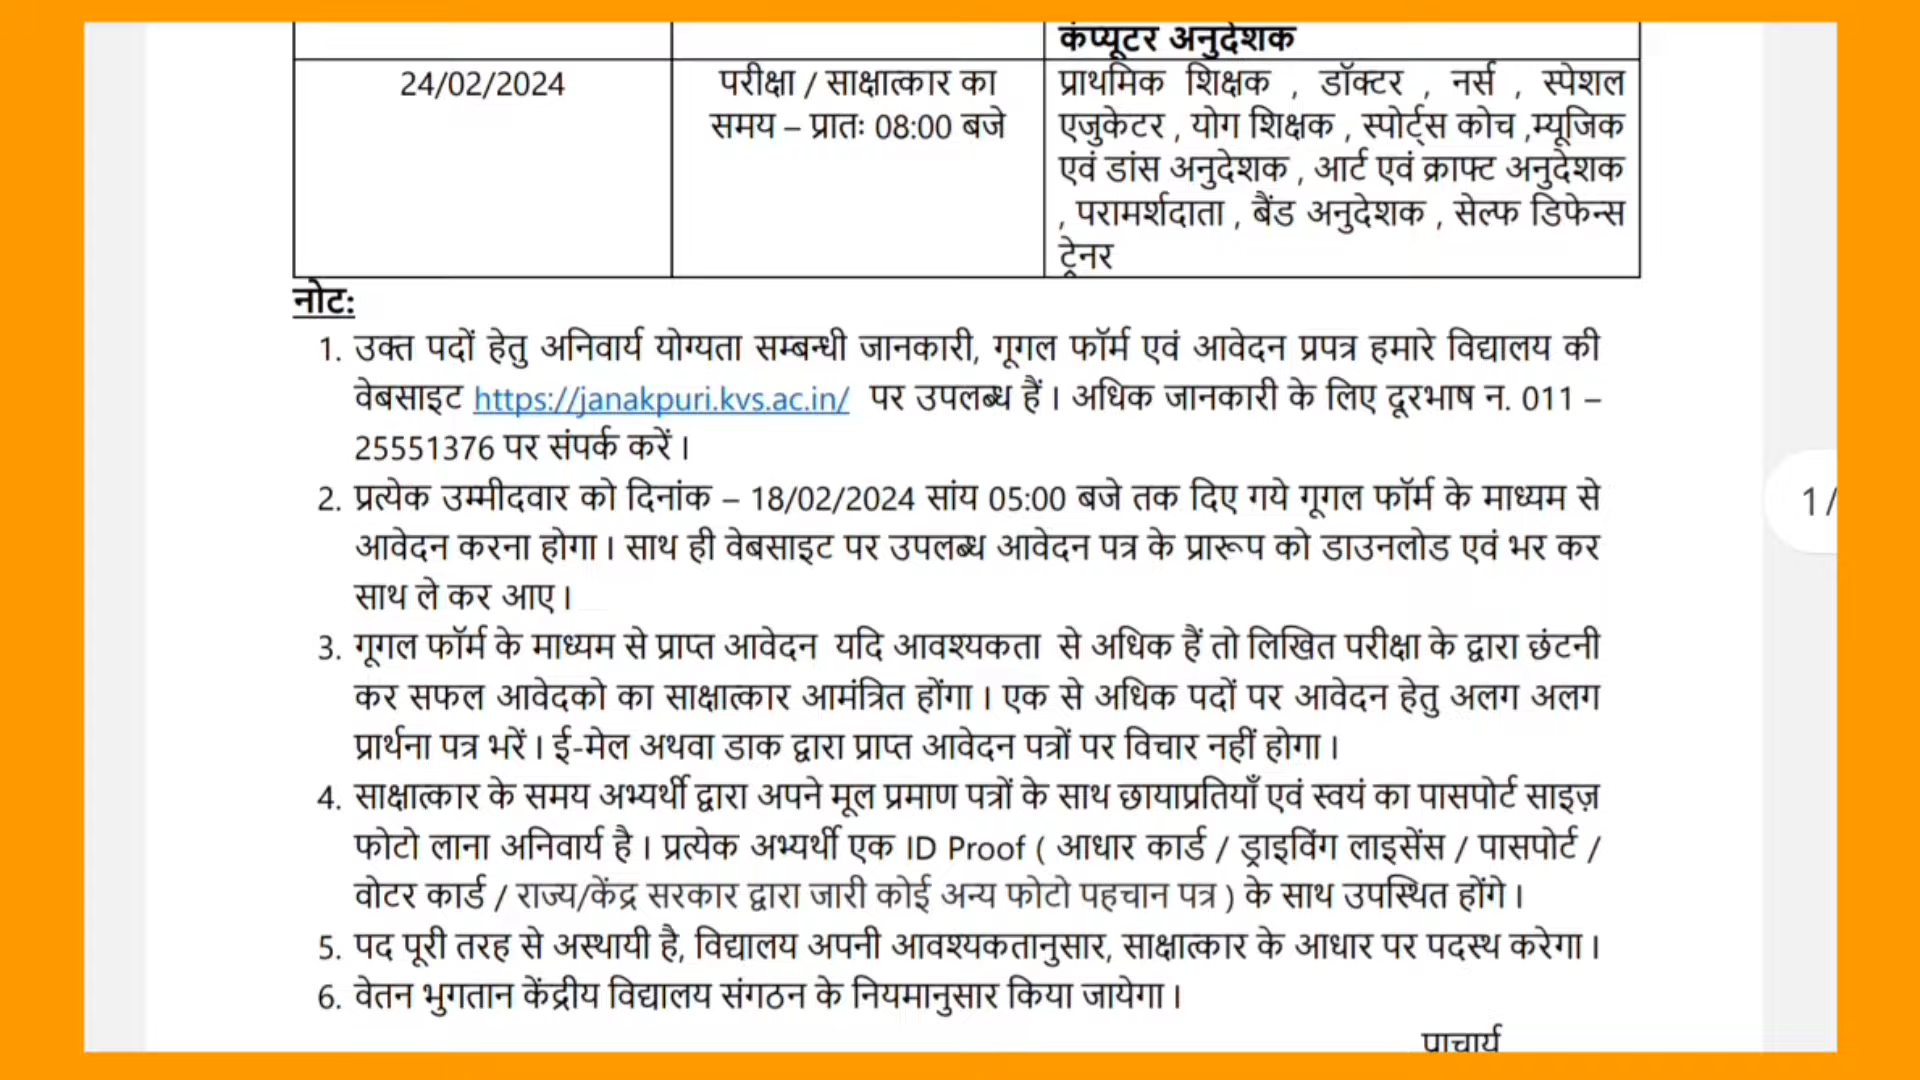 कंप्यूटर अनुदेशक
24/02/2024
परीक्षा / साक्षात्कार का
समय – प्रातः 08:00 बजे
प्राथमिक शिक्षक , डॉक्टर , नर्स , स्पेशल
एजुकेटर , योग शिक्षक , स्पोर्ट्स कोच ,म्यूजिक
एवं डांस अनुदेशक , आर्ट एवं क्राफ्ट अनुदेशक
, परामर्शदाता , बैंड अनुदेशक , सेल्फ डिफेन्स
ट्रेनर
नोट:
1. उक्त पदों हेतु अनिवार्य योग्यता सम्बन्धी जानकारी, गूगल फॉर्म एवं आवेदन प्रपत्र हमारे विद्यालय की
वेबसाइट https://janakpuri.kvs.ac.in/ पर उपलब्ध हैं । अधिक जानकारी के लिए दूरभाष न. 011 –
25551376 पर संपर्क करें ।
2. प्रत्येक उम्मीदवार को दिनांक – 18/02/2024 सांय 05:00 बजे तक दिए गये गूगल फॉर्म के माध्यम से
आवेदन करना होगा । साथ ही वेबसाइट पर उपलब्ध आवेदन पत्र के प्रारूप को डाउनलोड एवं भर कर
साथ ले कर आए ।
1/
3. गूगल फॉर्म के माध्यम से प्राप्त आवेदन यदि आवश्यकता से अधिक हैं तो लिखित परीक्षा के द्वारा छंटनी
कर सफल आवेदको का साक्षात्कार आमंत्रित होंगा । एक से अधिक पदों पर आवेदन हेतु अलग अलग
प्रार्थना पत्र भरें । ई-मेल अथवा डाक द्वारा प्राप्त आवेदन पत्रों पर विचार नहीं होगा ।
4. साक्षात्कार के समय अभ्यर्थी द्वारा अपने मूल प्रमाण पत्रों के साथ छायाप्रतियाँ एवं स्वयं का पासपोर्ट साइज़
फोटो लाना अनिवार्य है । प्रत्येक अभ्यर्थी एक ID Proof ( आधार कार्ड / ड्राइविंग लाइसेंस / पासपोर्ट /
वोटर कार्ड / राज्य/केंद्र सरकार द्वारा जारी कोई अन्य फोटो पहचान पत्र ) के साथ उपस्थित होंगे ।
5. पद पूरी तरह से अस्थायी है, विद्यालय अपनी आवश्यकतानुसार, साक्षात्कार के आधार पर पदस्थ करेगा ।
6. वेतन भुगतान केंद्रीय विद्यालय संगठन के नियमानुसार किया जायेगा ।
प्राचार्य